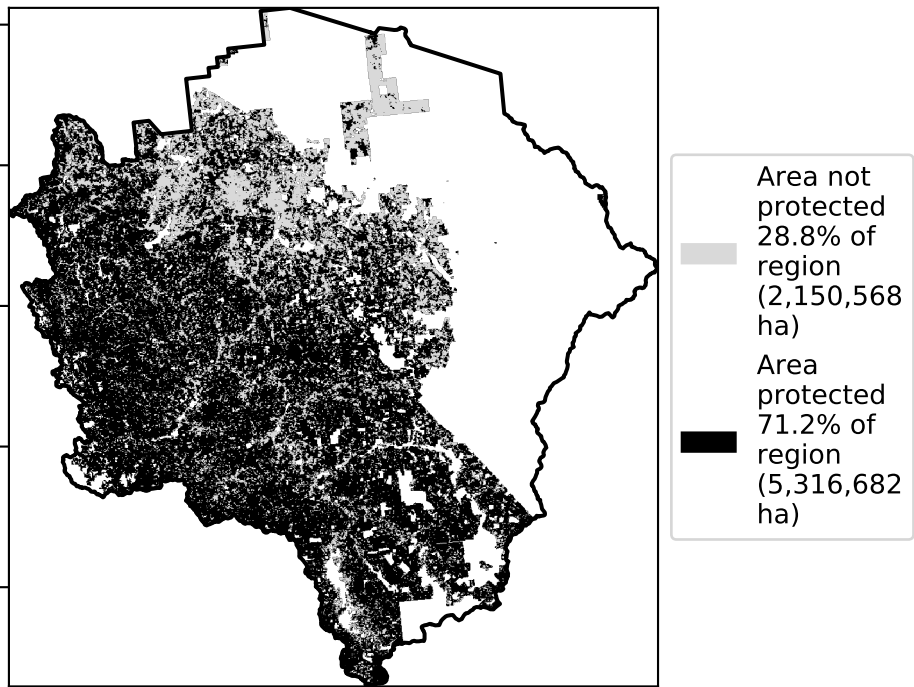 Area not
protected
28.8% of
region
(2,150,568
ha)
Area
protected
71.2% of
region
(5,316,682
ha)